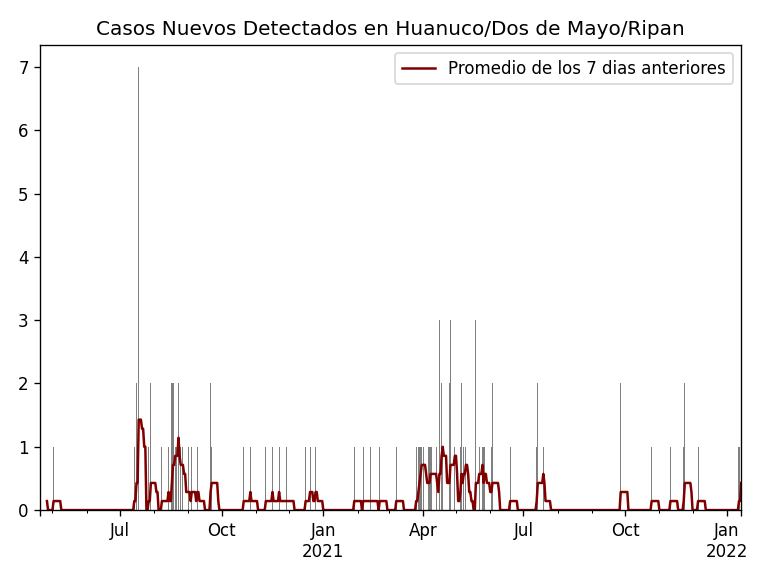 Casos Nuevos Detectados en Huanuco/Dos de Mayo/Ripan
Promedio de los 7 dias anteriores
7
6
5
4
3
2
1
0
Jul
Oct
Jan
2021
Apr
Jul
Oct
Jan
2022